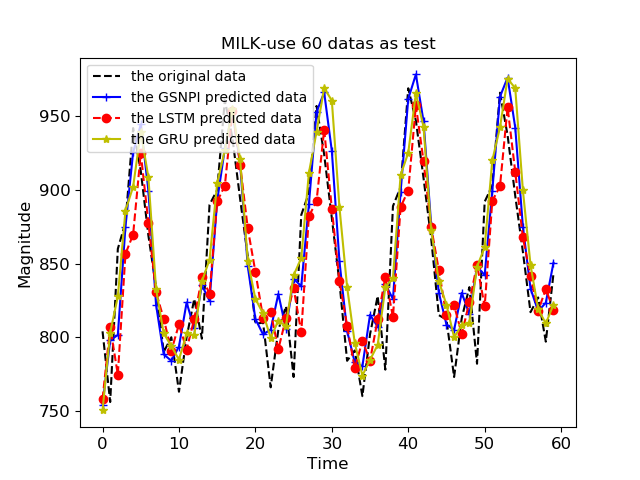 MILK-use 60 datas as test
the original data
the GSNPI predicted data
the LSTM predicted data
the GRU predicted data
950
900
850
800
750
Magnitude
0 10 20 30 40 50 60
Time